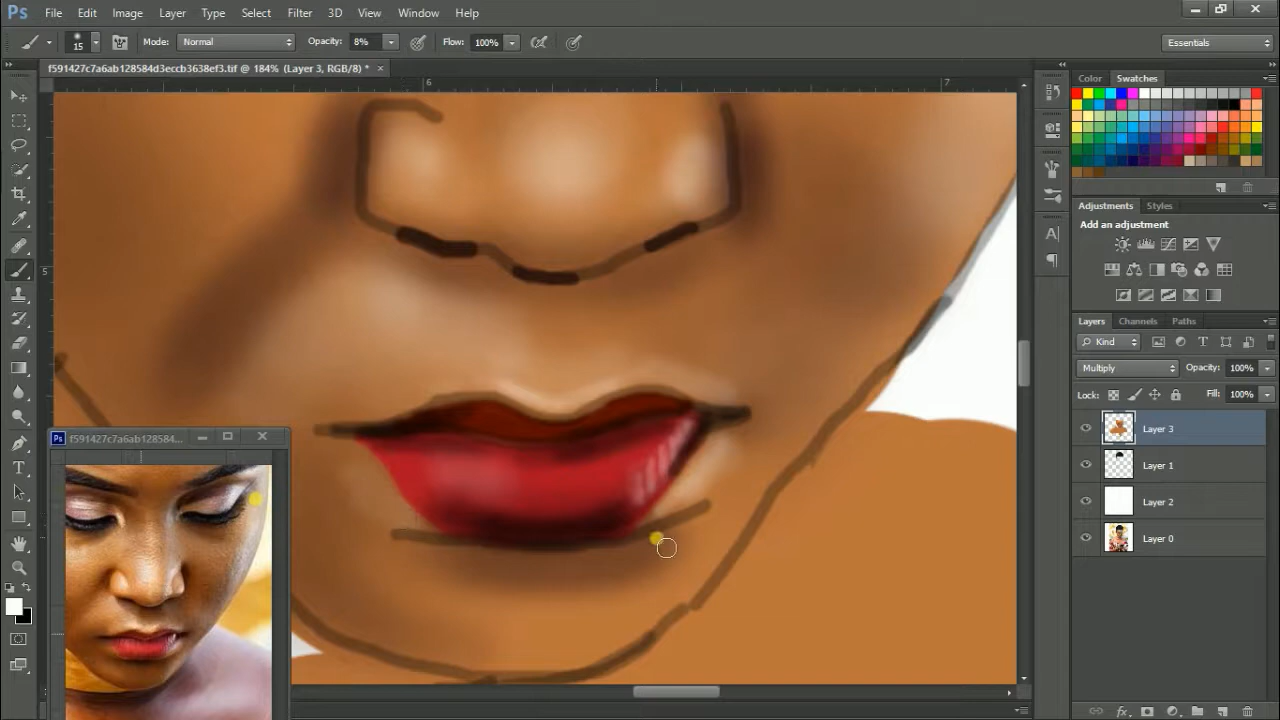 Ps File Edit Image Layer Type Select Filter 3D View Window Help
15 Mode: Normal Opacity: 8% Flow: 100% Essentials
f591427c7a6ab128584d3eccb3638ef3.tif @ 184% (Layer 3, RGB/8) * ×
6 7
5
Color Swatches
Adjustments Styles
Add an adjustment
Layers Channels Paths
Kind
Multiply Opacity: 100%
Lock: Fill: 100%
Layer 3
Layer 1
Layer 2
Layer 0
Ps f591427c7a6ab128584...